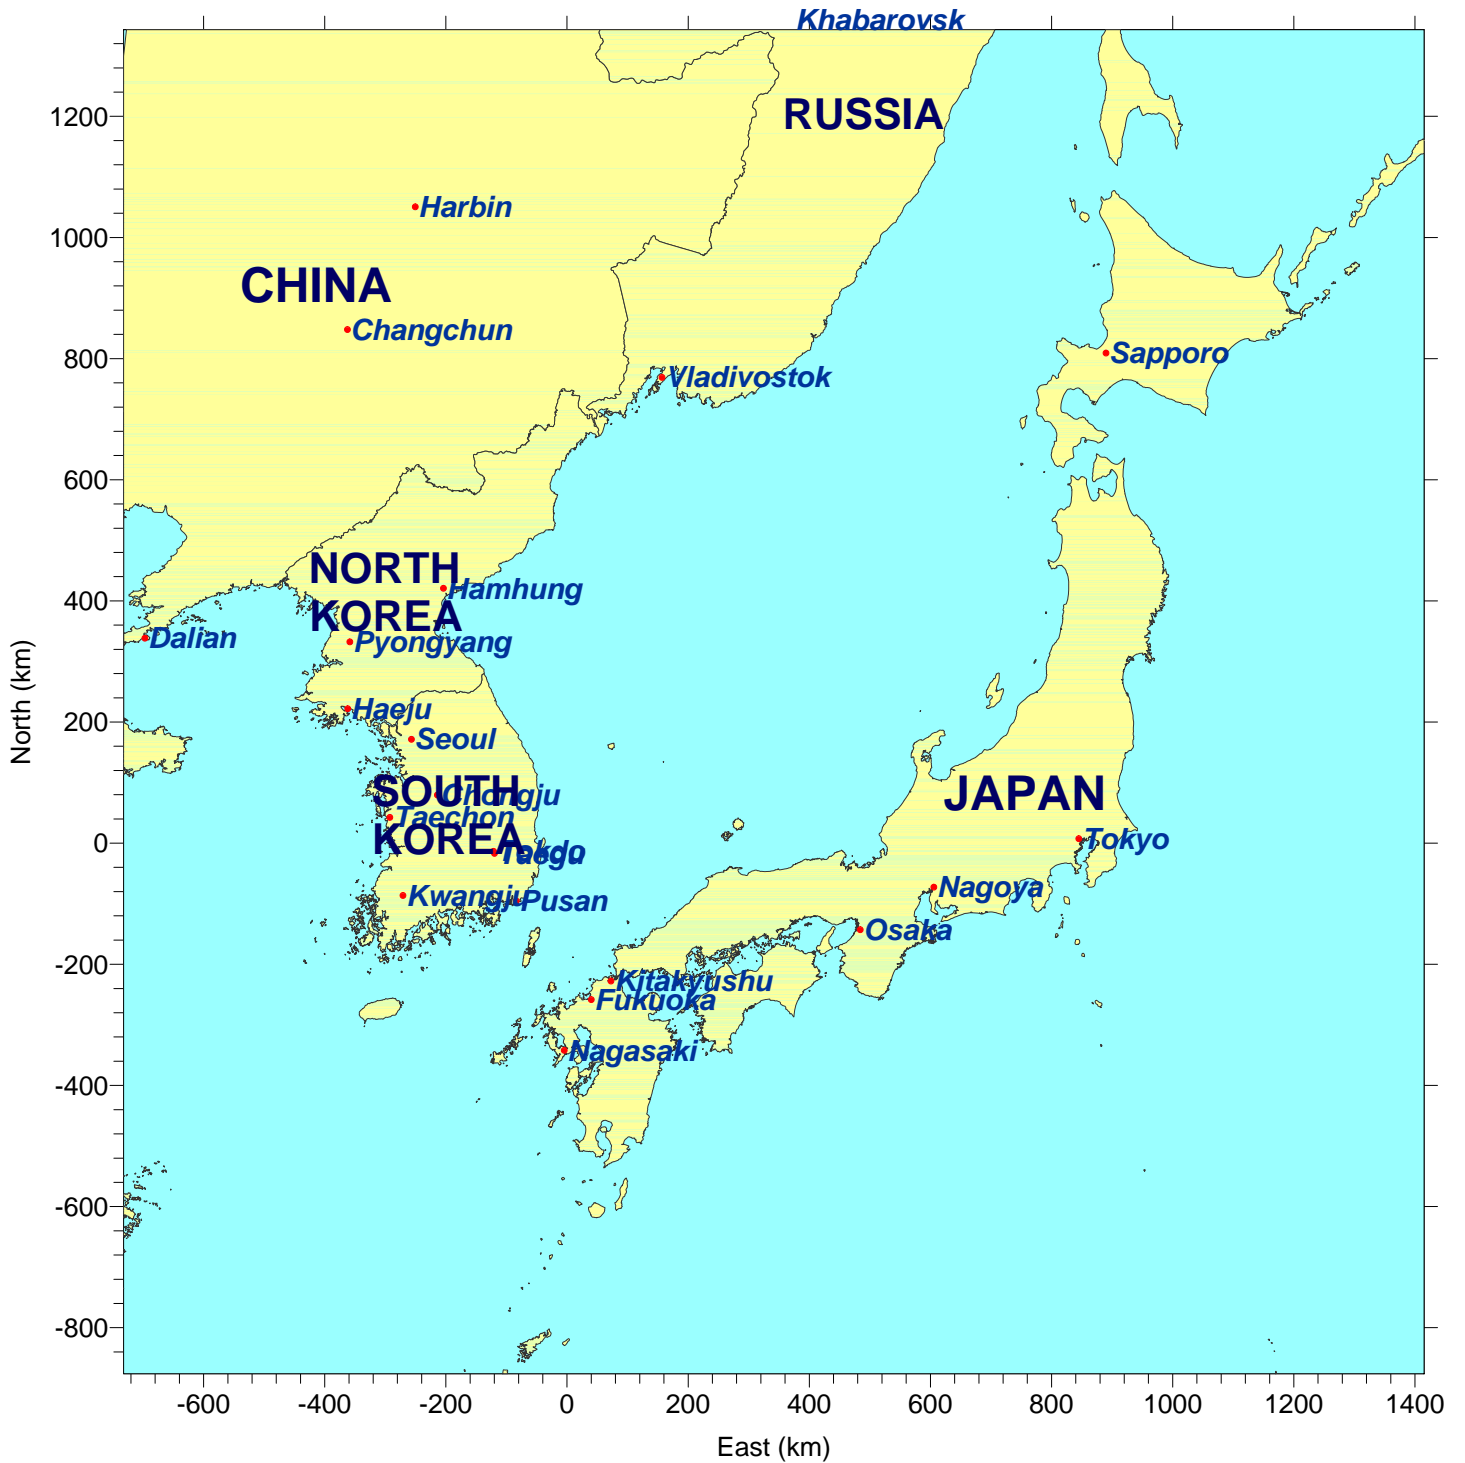 Khabarovsk
RUSSIA
1200
Harbin
1000
CHINA
Changchun
800
Sapporo
Vladivostok
600
NORTH
KOREA
Hamhung
400
Dalian
Pyongyang
Haeju
200
Seoul
SOUTH
KOREA
Chongju
JAPAN
Taechon
0
Tokyo
Taegu
Kwangju
Pusan
Nagoya
Osaka
-200
Kitakyushu
Fukuoka
Nagasaki
-400
-600
-800
North (km)
-600 -400 -200 0 200 400 600 800 1000 1200 1400
East (km)